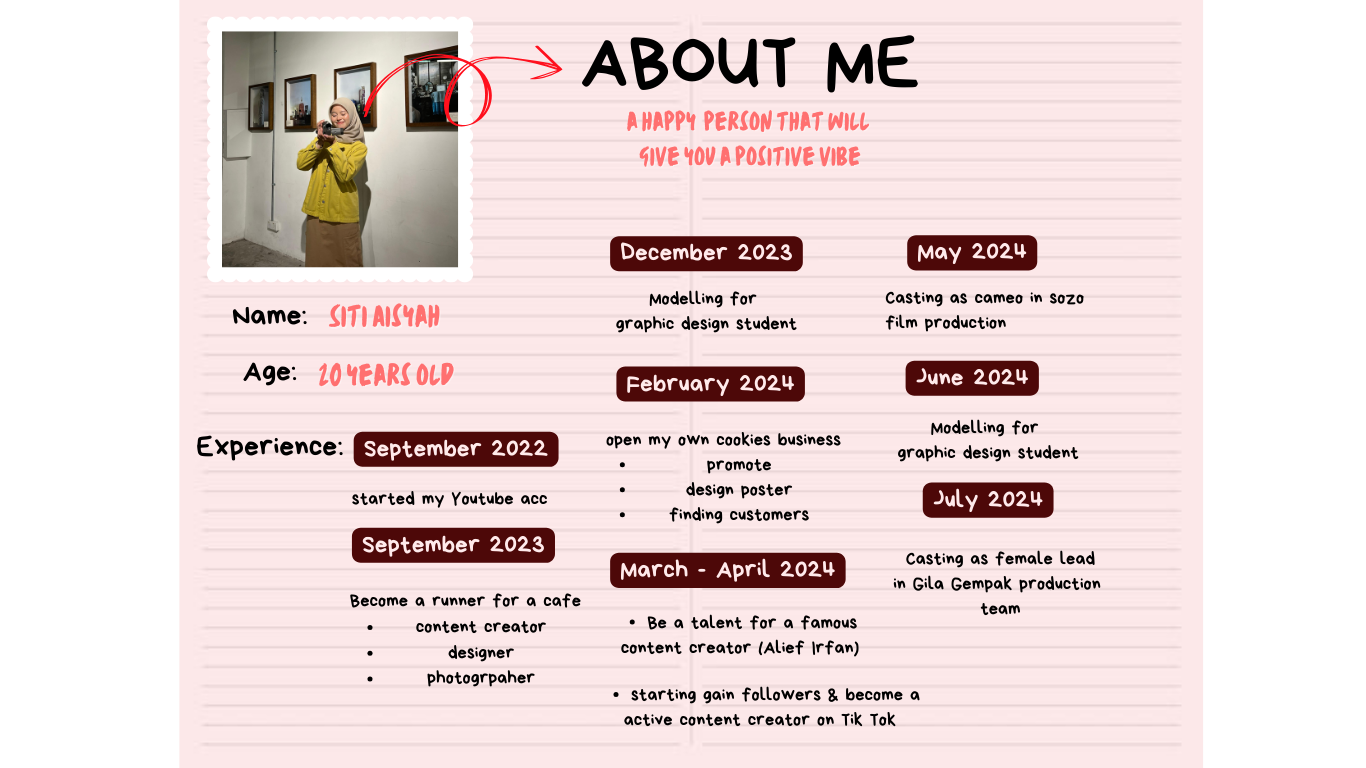 ABOUT ME
A HAPPY PERSON THAT WILL
GIVE YOU A POSITIVE VIBE
Name: SITI AISYAH
Age: 20 YEARS OLD
Experience:
September 2022
started my Youtube acc
September 2023
Become a runner for a cafe
• content creator
• designer
• photogrpaher
December 2023
Modelling for
graphic design student
February 2024
open my own cookies business
• promote
• design poster
• finding customers
March - April 2024
• Be a talent for a famous
content creator (Alief Irfan)
• starting gain followers & become a
active content creator on Tik Tok
May 2024
Casting as cameo in sozo
film production
June 2024
Modelling for
graphic design student
July 2024
Casting as female lead
in Gila Gempak production
team